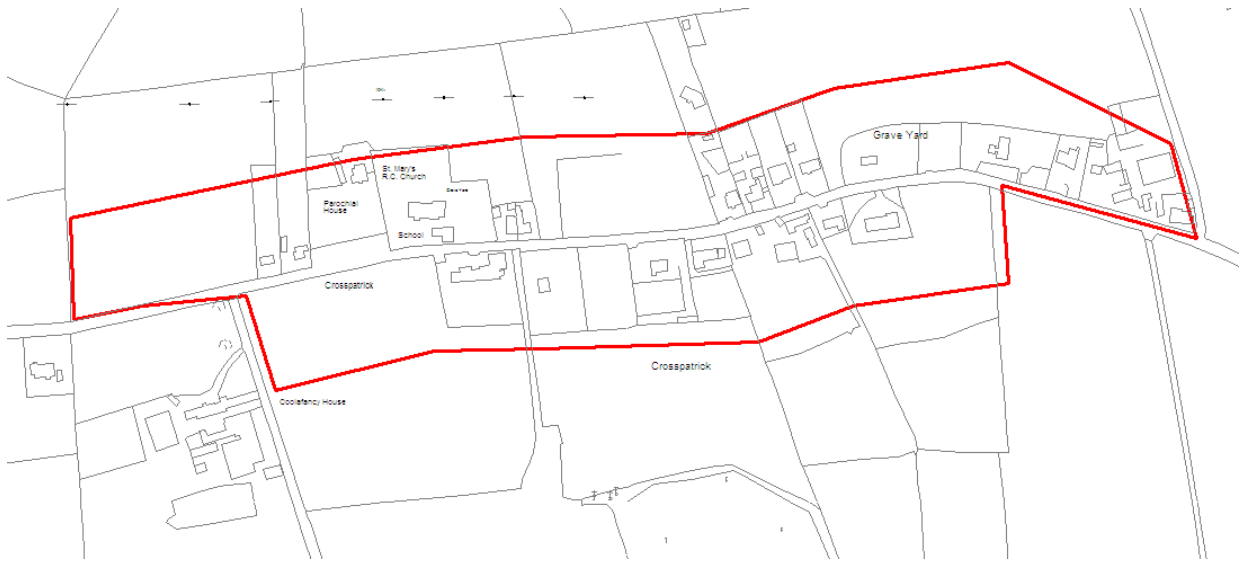 Grave Yard
St. Mary's
R.C. Church
Parochial
House
School
Crosspatrick
Crosspatrick
Coolafancy House